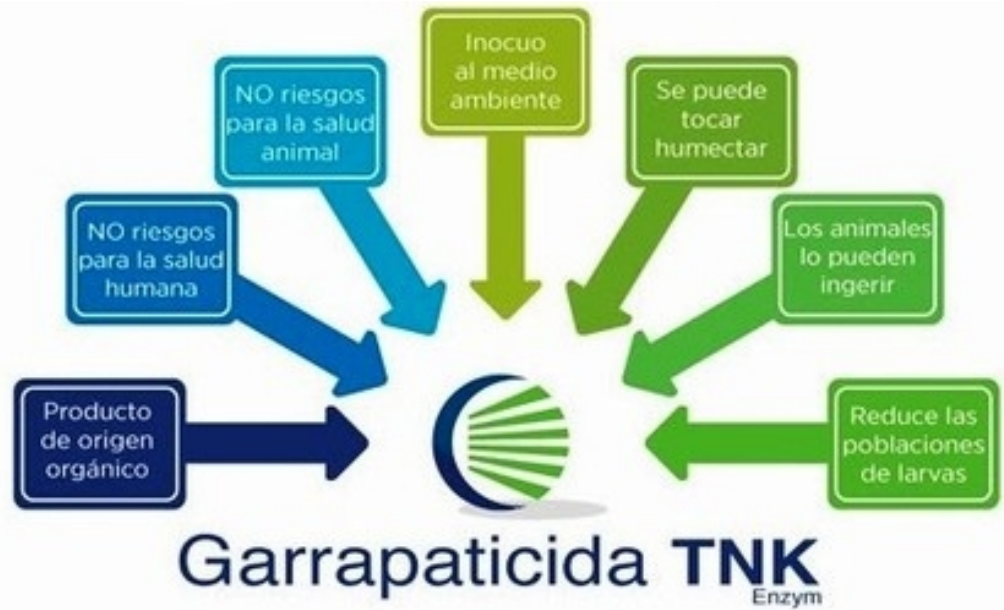 Inocuo
al medio
ambiente
NO riesgos
para la salud
animal
Se puede
tocar
humectar
NO riesgos
para la salud
humana
Los animales
lo pueden
ingerir
Producto
de origen
orgánico
Reduce las
poblaciones
de larvas
Garrapaticida TNK
Enzym